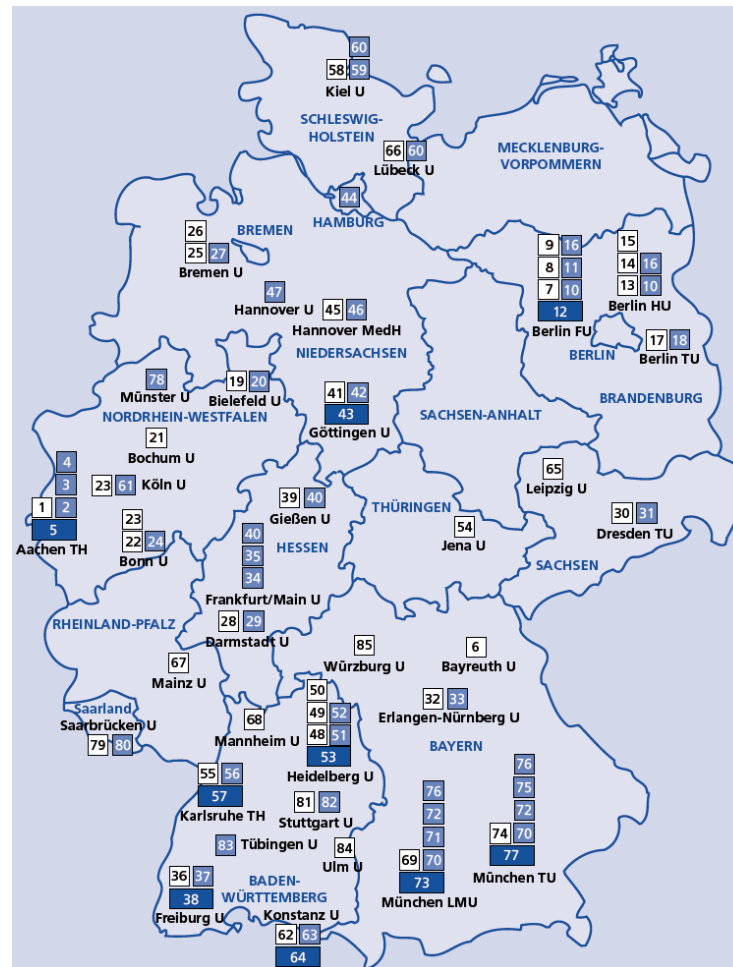 60
58 59
Kiel U
SCHLESWIG-
HOLSTEIN
MECKLENBURG-
VORPOMMERN
66 60
Lübeck U
44
HAMBURG
26
25 27
Bremen U
BREMEN
9 16
8 11
7 10
12
Berlin FU
15
14 16
13 10
Berlin HU
47
Hannover U
45 46
Hannover MedH
BERLIN
17 18
Berlin TU
NIEDERSACHSEN
78
Münster U
19 20
Bielefeld U
41 42
43
Göttingen U
NORDRHEIN-WESTFALEN
SACHSEN-ANHALT
BRANDENBURG
21
Bochum U
4
3
1 2
5
Aachen TH
23 61 Köln U
23
22 24
Bonn U
39 40
Gießen U
HESSEN
40
35
34
Frankfurt/Main U
THÜRINGEN
54
Jena U
65
Leipzig U
30 31
Dresden TU
SACHSEN
RHEINLAND-PFALZ
28 29
Darmstadt U
67
Mainz U
85
Würzburg U
6
Bayreuth U
Saarland
Saarbrücken U
79 80
68
Mannheim U
50
49 52
48 51
53
Heidelberg U
32 33
Erlangen-Nürnberg U
BAYERN
55 56
57
Karlsruhe TH
81 82
Stuttgart U
83 Tübingen U
84
Ulm U
76
72
71
69 70
73
München LMU
76
75
72
74 70
77
München TU
36 37
38
Freiburg U
BADEN-
WÜRTTEMBERG
Konstanz U
62 63
64